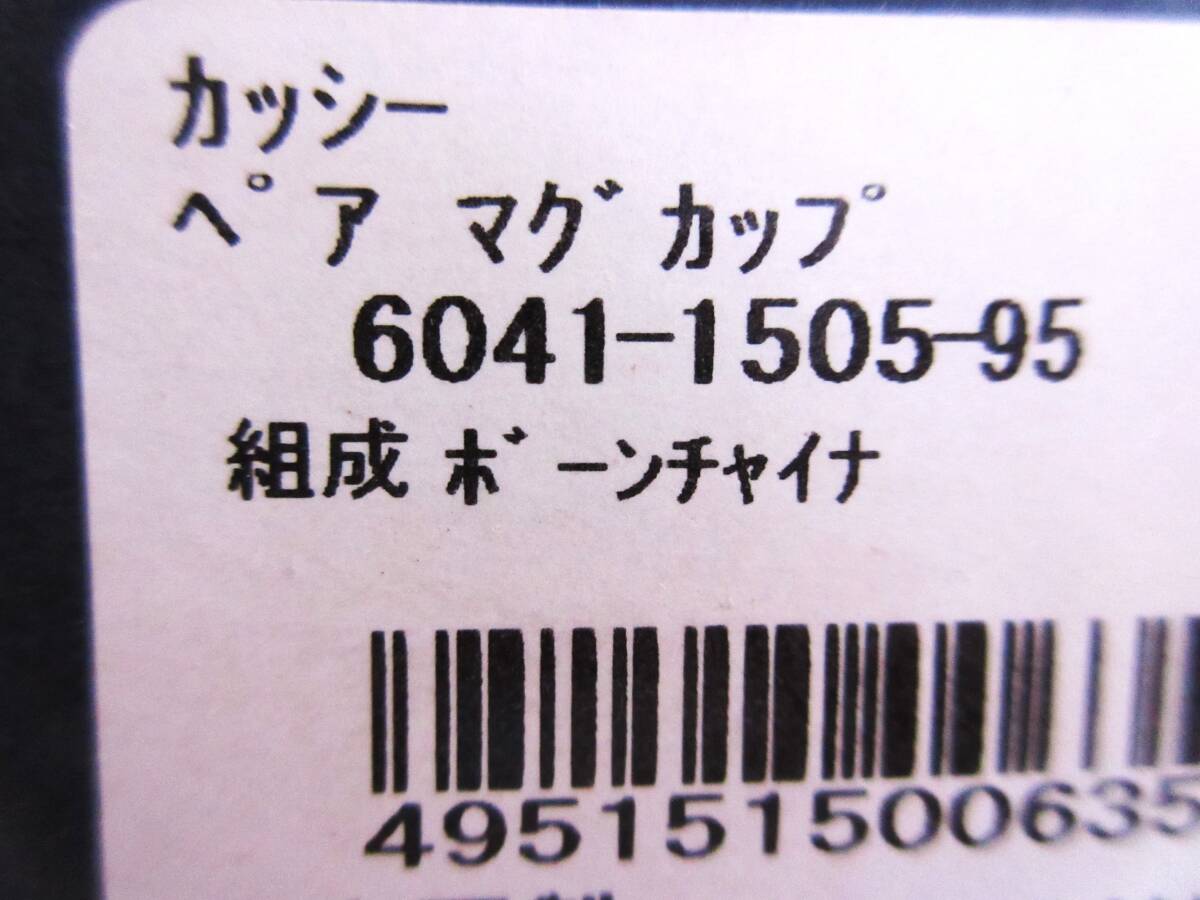 カッシー
ペア マグカップ
6041-1505-95
組成 ボーンチャイナ
495151500635